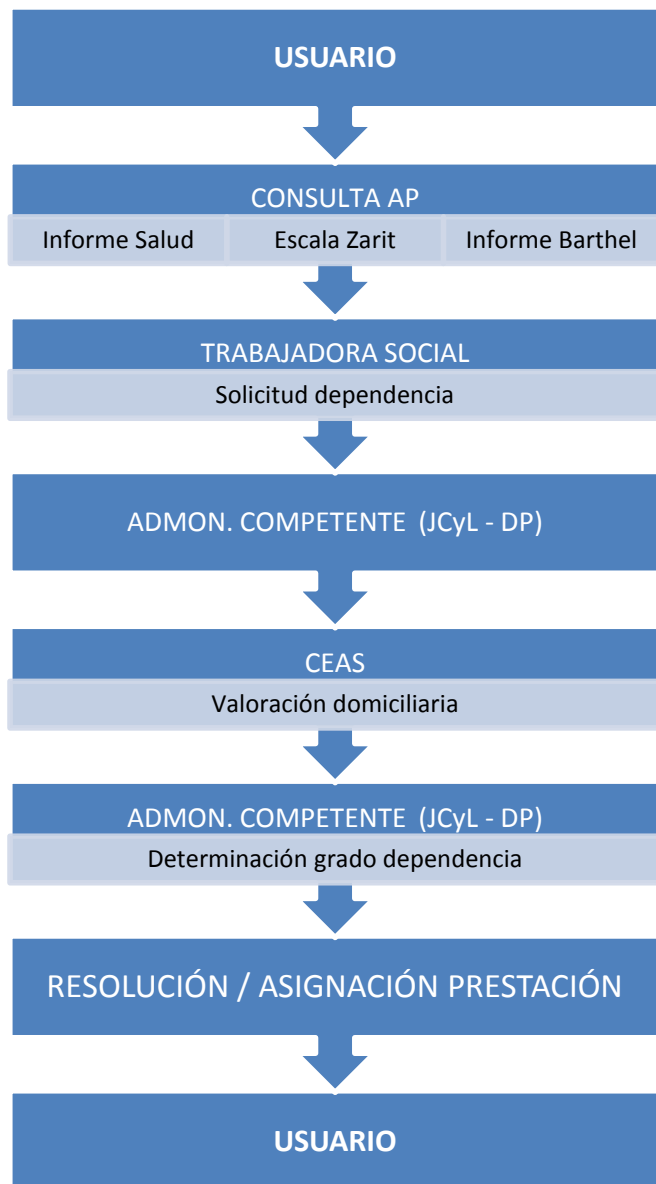 USUARIO
CONSULTA AP
Informe Salud Escala Zarit Informe Barthel
TRABAJADORA SOCIAL
Solicitud dependencia
ADMON. COMPETENTE (JCyL - DP)
CEAS
Valoración domiciliaria
ADMON. COMPETENTE (JCyL - DP)
Determinación grado dependencia
RESOLUCIÓN / ASIGNACIÓN PRESTACIÓN
USUARIO